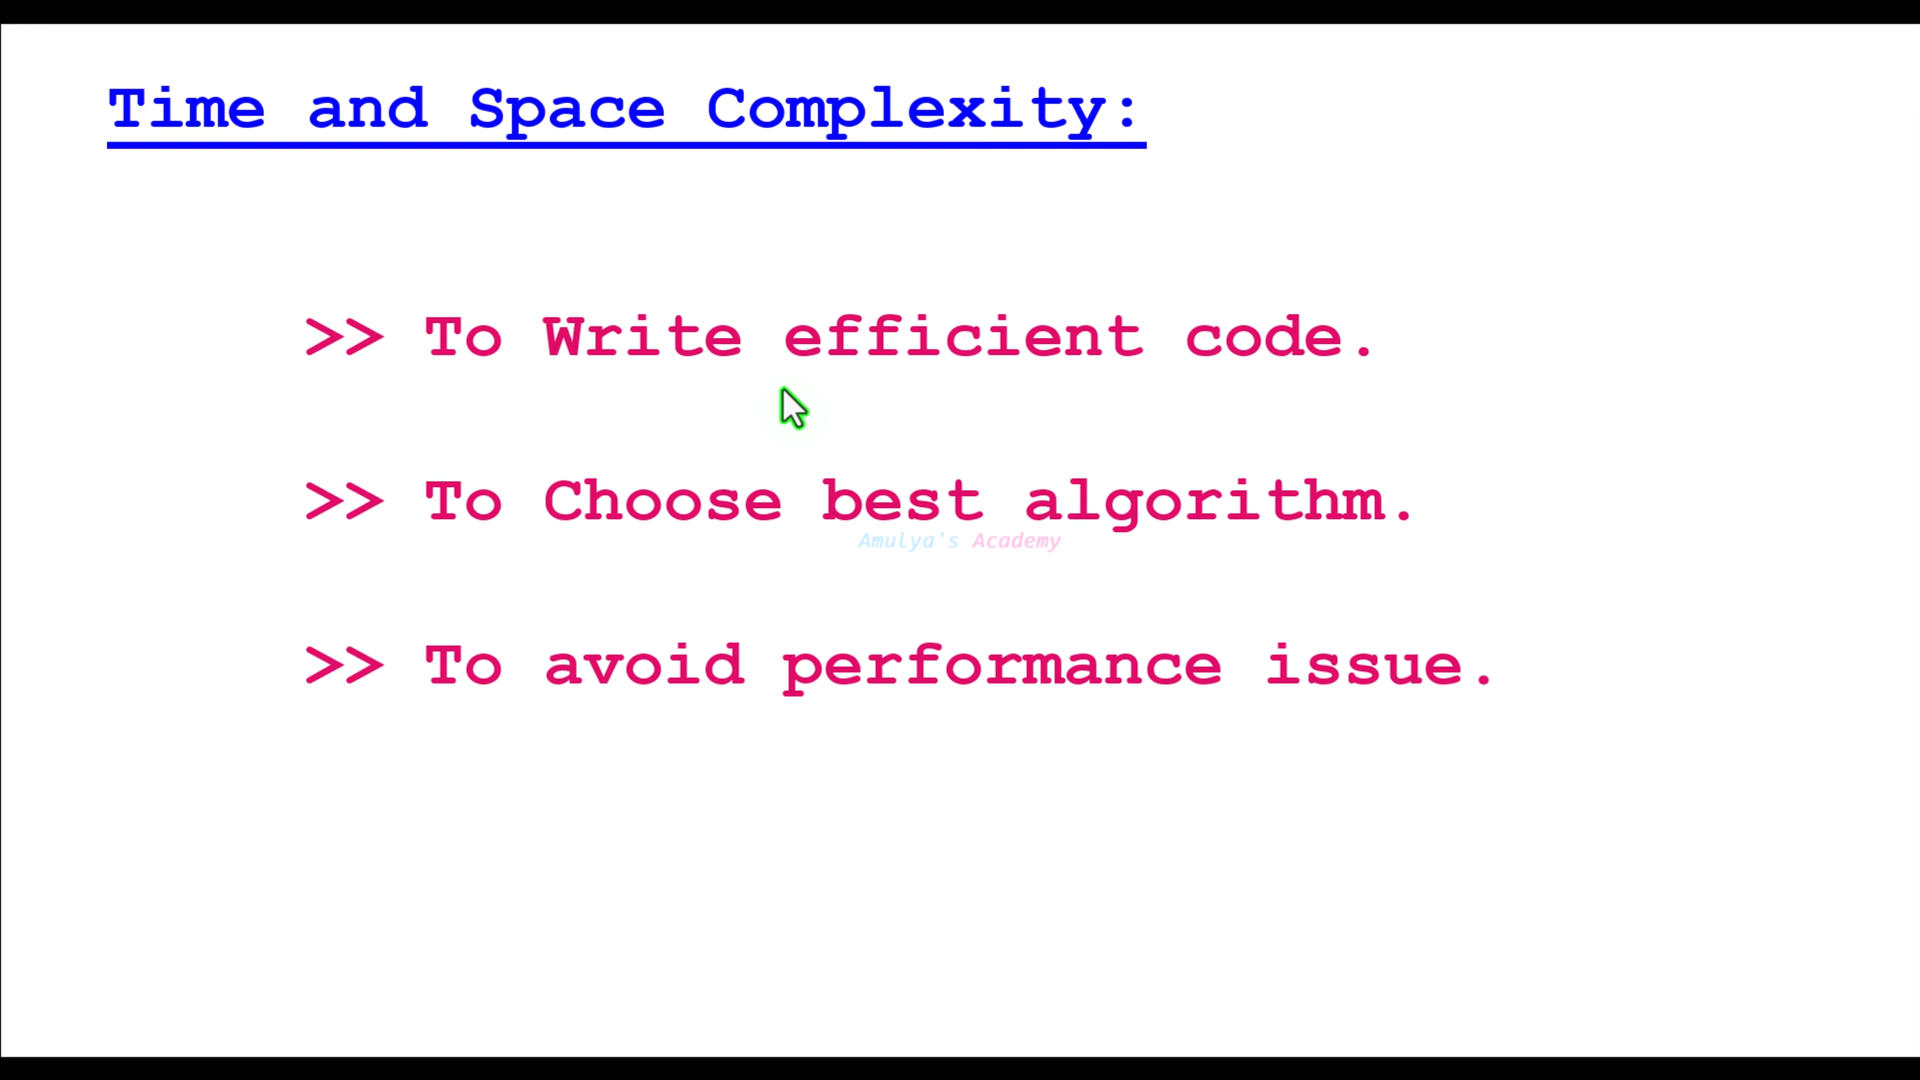 Time and Space Complexity:
>> To Write efficient code.
>> To Choose best algorithm.
Amulya's Academy
>> To avoid performance issue.